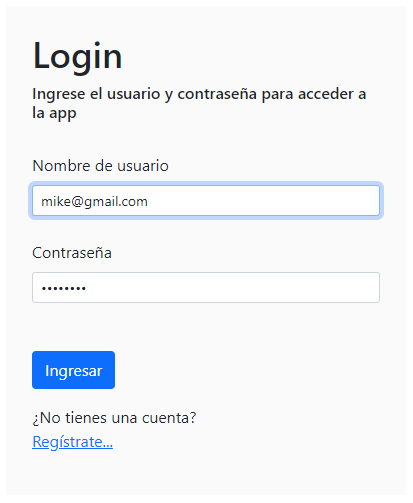 Login
Ingrese el usuario y contraseña para acceder a
la app
Nombre de usuario
mike@gmail.com
Contraseña
••••••••
Ingresar
¿No tienes una cuenta?
Regístrate...